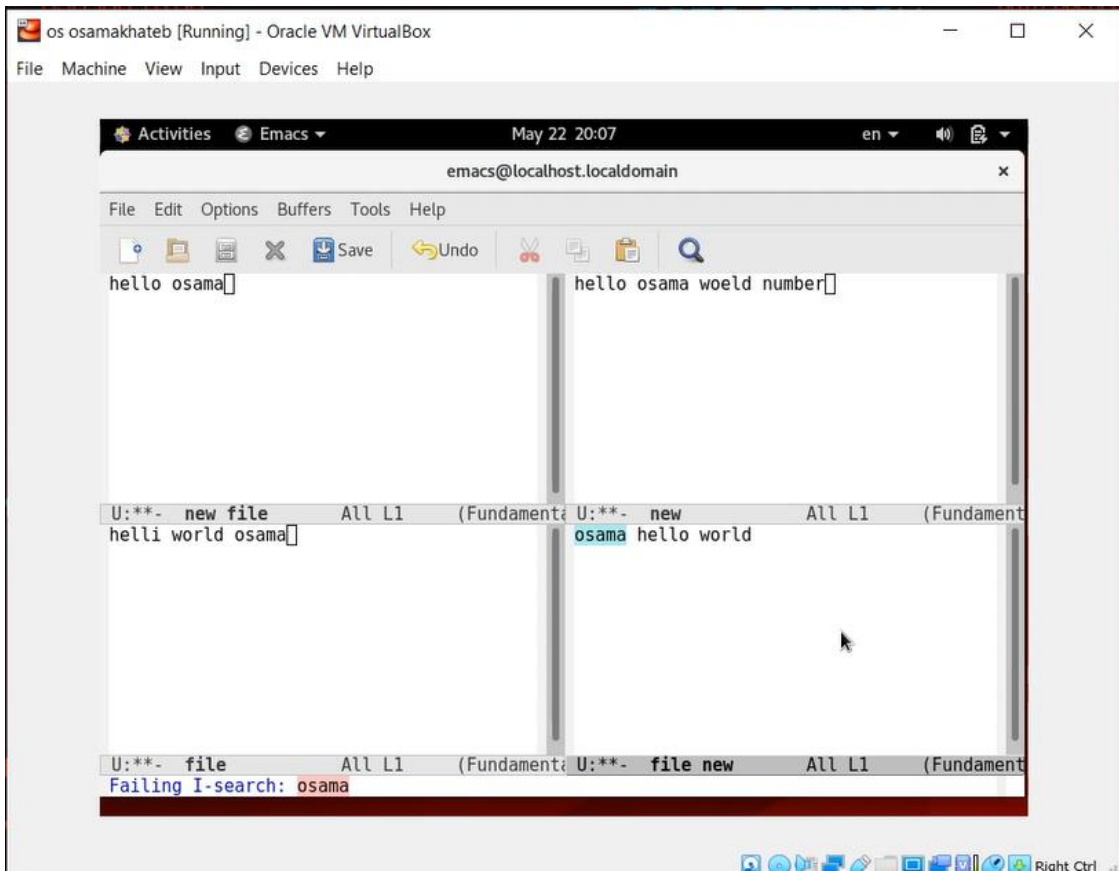 os osamakhateb [Running] - Oracle VM VirtualBox
File Machine View Input Devices Help
Activities Emacs May 22 20:07 en
emacs@localhost.localdomain
File Edit Options Buffers Tools Help
Save Undo
hello osama
U:**- new file All L1 (Fundamenta
hello osama woeld number
U:**- new All L1 (Fundament
helli world osama
U:**- file All L1 (Fundamenta
osama hello world
U:**- file new All L1 (Fundament
Failing I-search: osama
Right Ctrl